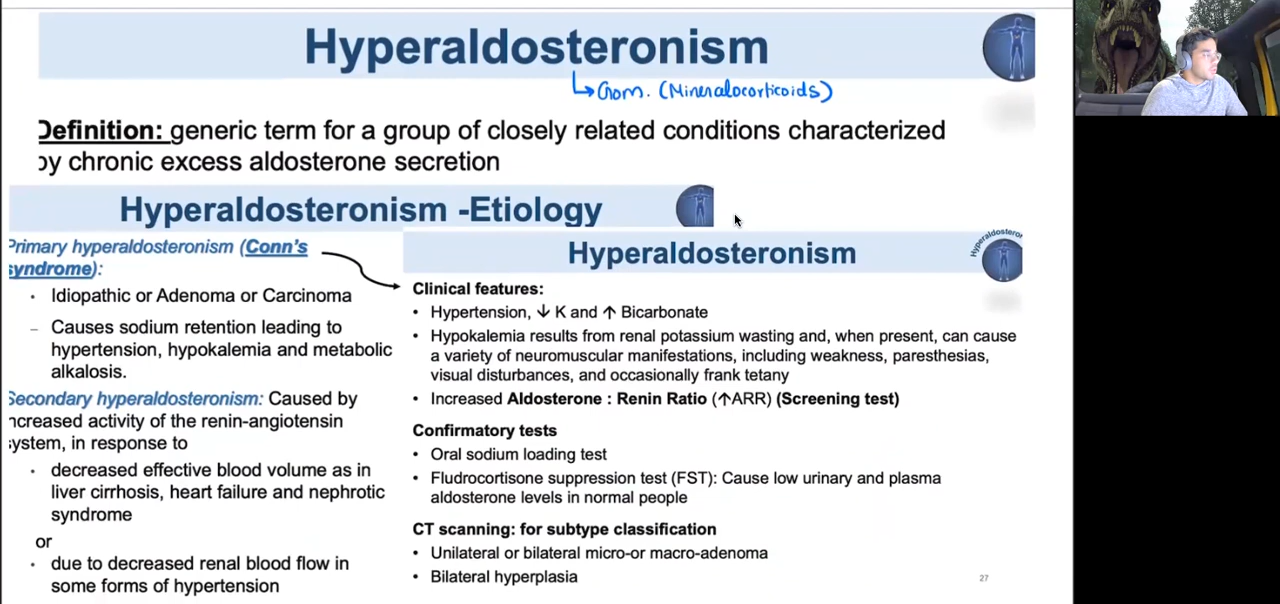 Hyperaldosteronism
(Mineralocorticoids)
Definition: generic term for a group of closely related conditions characterized
by chronic excess aldosterone secretion
Hyperaldosteronism -Etiology
Primary hyperaldosteronism (Conn's
syndrome):
· Idiopathic or Adenoma or Carcinoma
– Causes sodium retention leading to
hypertension, hypokalemia and metabolic
alkalosis.
Secondary hyperaldosteronism: Caused by
ncreased activity of the renin-angiotensin
system, in response to
· decreased effective blood volume as in
liver cirrhosis, heart failure and nephrotic
syndrome
or
· due to decreased renal blood flow in
some forms of hypertension
Hyperaldosteronism
Hyperaldosteror
Clinical features:
• Hypertension, ↓ K and ↑ Bicarbonate
• Hypokalemia results from renal potassium wasting and, when present, can cause
a variety of neuromuscular manifestations, including weakness, paresthesias,
visual disturbances, and occasionally frank tetany
• Increased Aldosterone : Renin Ratio (↑ARR) (Screening test)
Confirmatory tests
• Oral sodium loading test
• Fludrocortisone suppression test (FST): Cause low urinary and plasma
aldosterone levels in normal people
CT scanning: for subtype classification
• Unilateral or bilateral micro-or macro-adenoma
• Bilateral hyperplasia
27